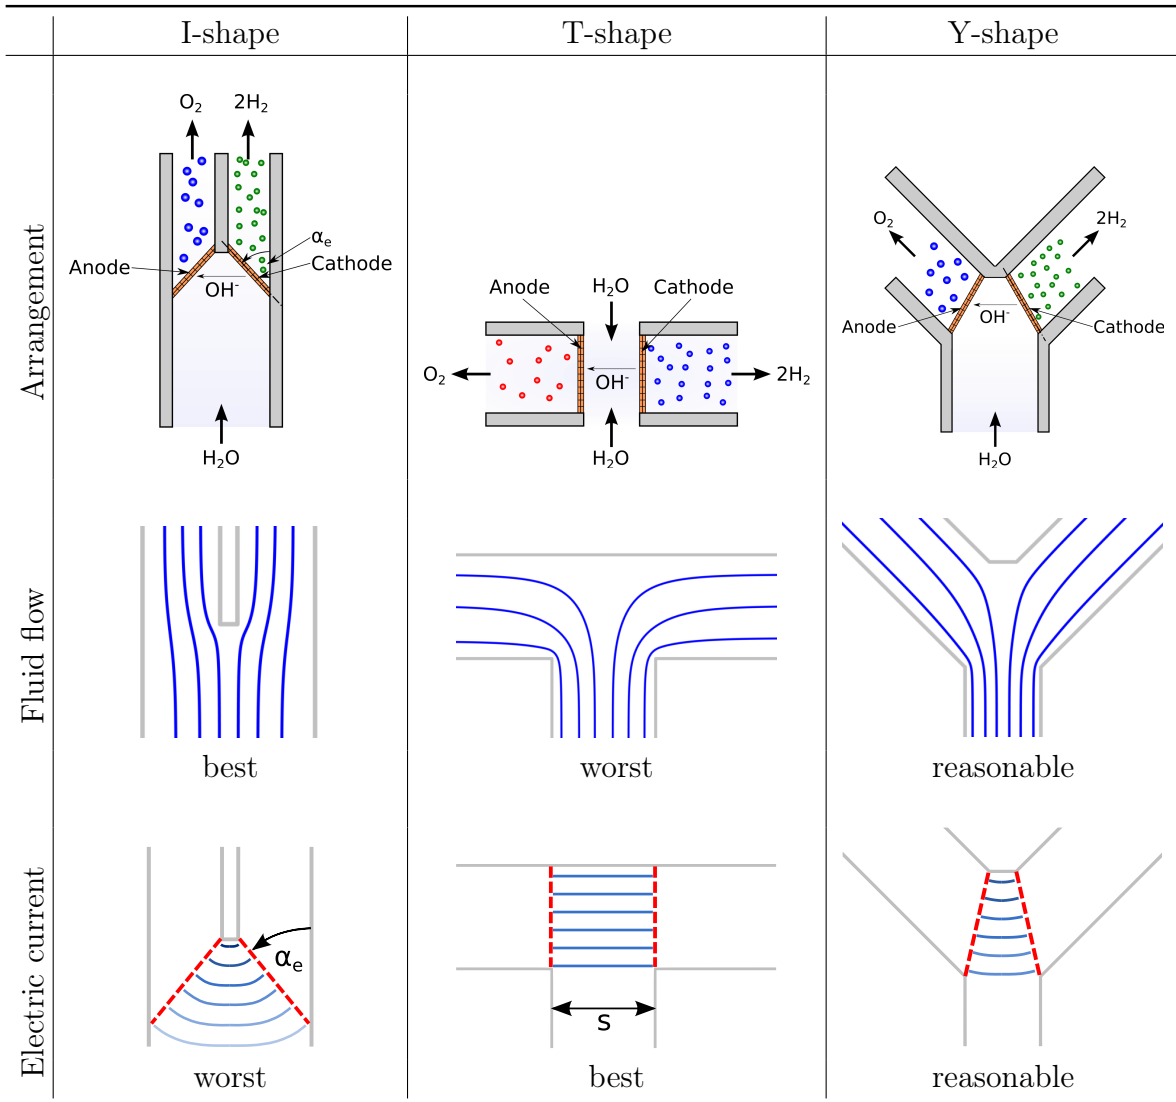 I-shape T-shape Y-shape
Arrangement
O2 2H2
αe
Anode Cathode
OH-
H2O
H2O
Anode Cathode
O2 OH- 2H2
H2O
O2 2H2
Anode OH- Cathode
H2O
Fluid flow
best worst reasonable
Electric current
αe
s
worst best reasonable